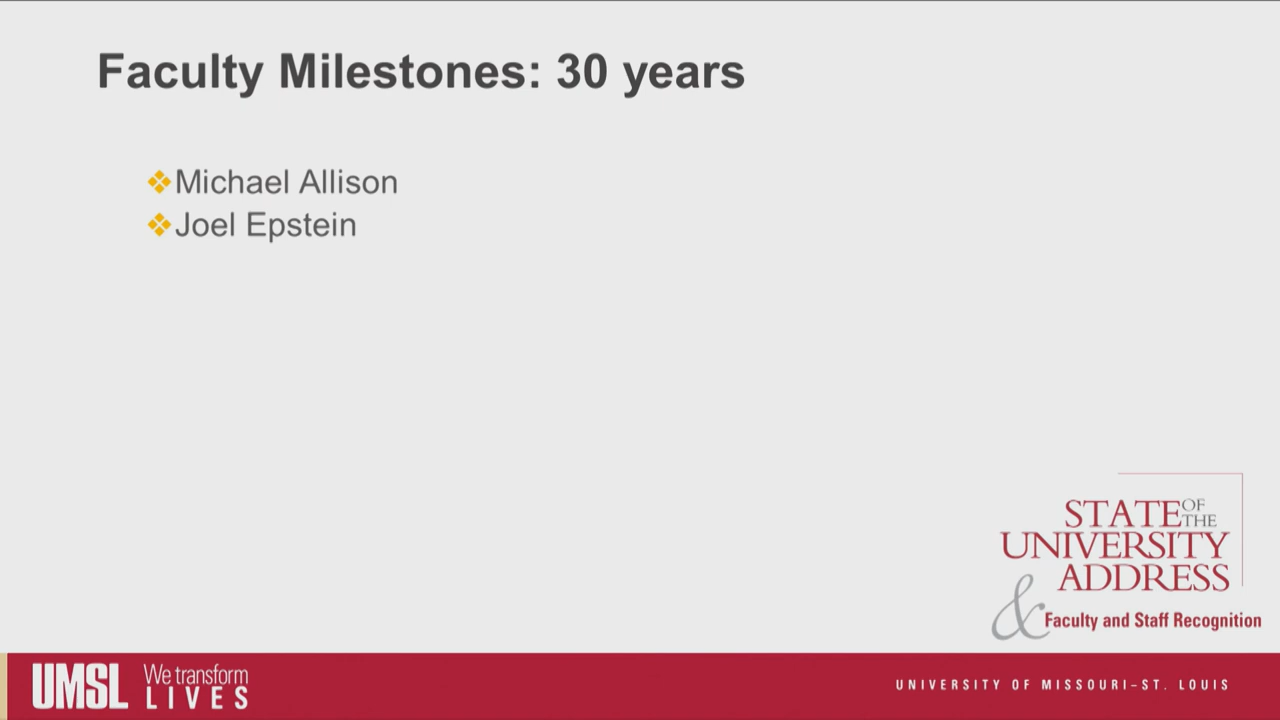 Faculty Milestones: 30 years
Michael Allison
Joel Epstein
STATE OF THE
UNIVERSITY
ADDRESS
& Faculty and Staff Recognition
UMSL We transform LIVES
UNIVERSITY OF MISSOURI–ST. LOUIS